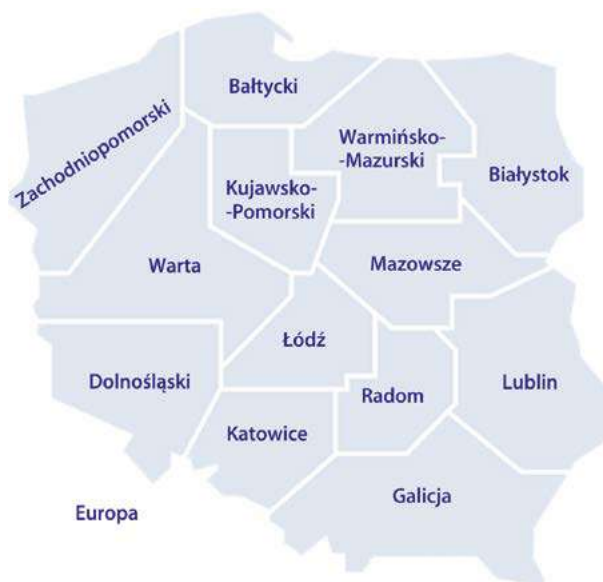 Bałtycki
Zachodniopomorski
Warmińsko-
-Mazurski
Białystok
Kujawsko-
-Pomorski
Warta
Mazowsze
Łódź
Dolnośląski
Radom
Lublin
Katowice
Galicja
Europa